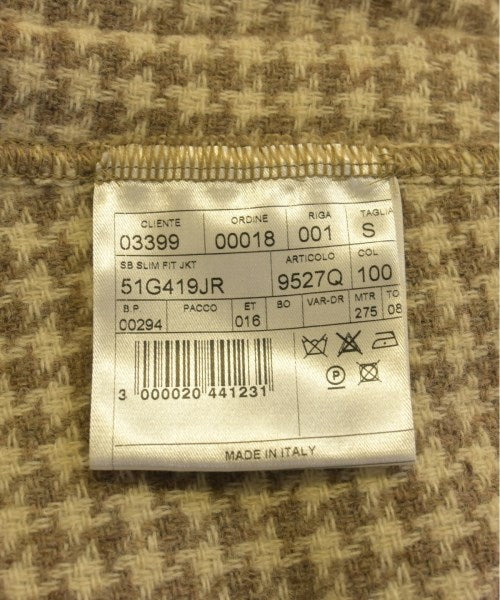 CLIENTE ORDINE RIGA TAGLIA
03399 00018 001 S
SB SLIM FIT JKT ARTICOLO COL
51G419JR 9527Q 100
B.P PACCO ET BO VAR-DR MTR TO
00294 016 275 08
3 000020 441231
P
MADE IN ITALY